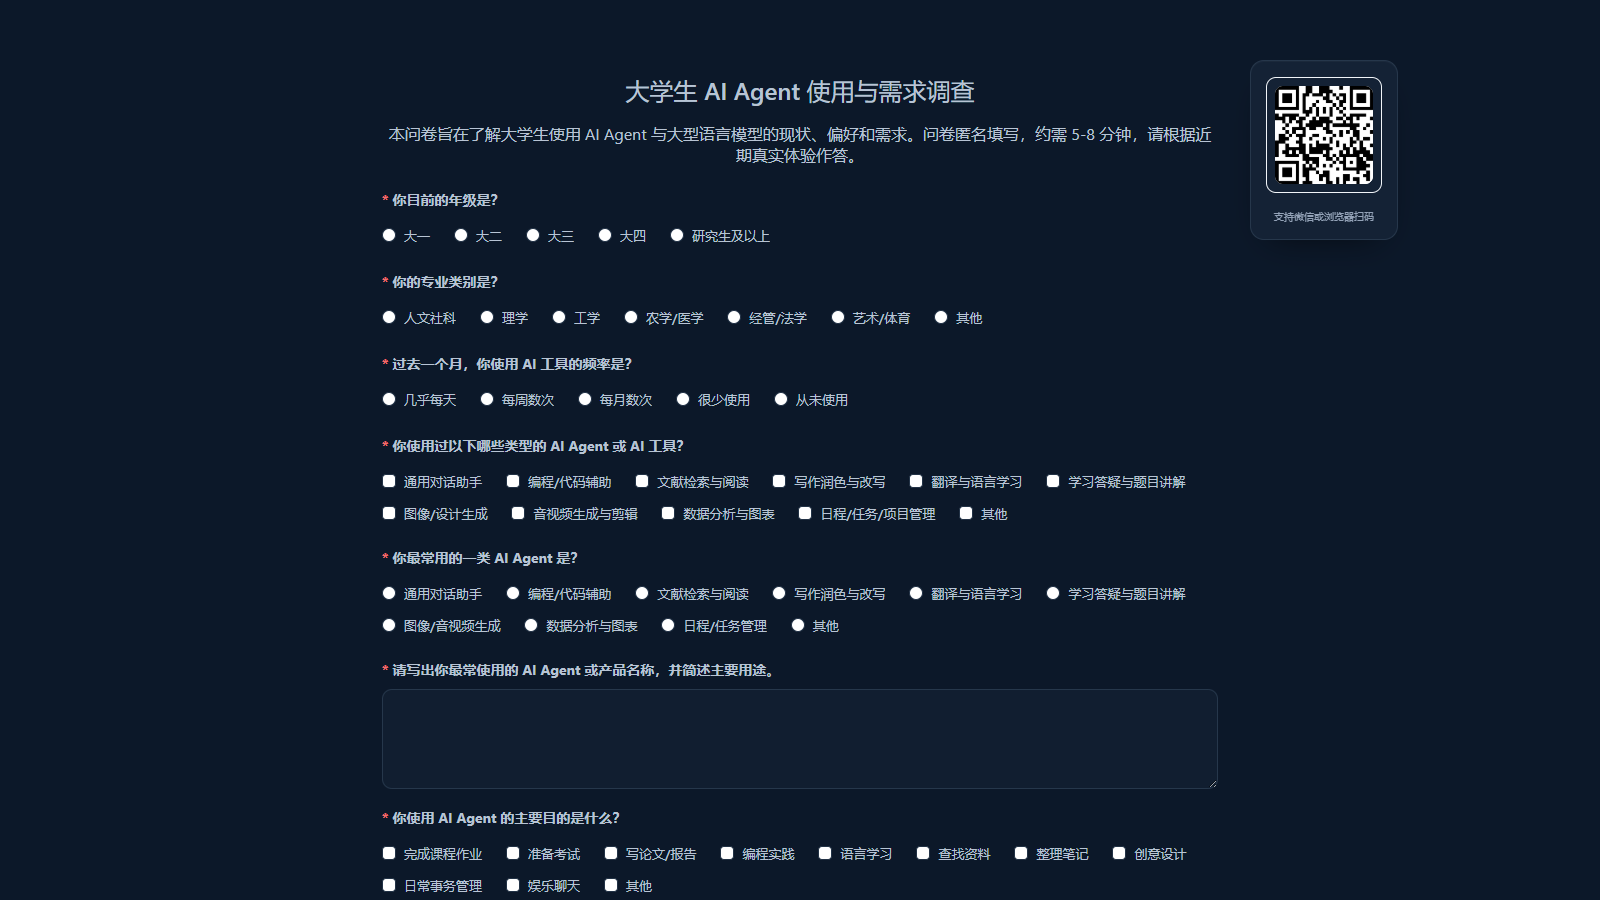 大学生 AI Agent 使用与需求调查
本问卷旨在了解大学生使用 AI Agent 与大型语言模型的现状、偏好和需求。问卷匿名填写，约需 5-8 分钟，请根据近
期真实体验作答。
支持微信或浏览器扫码
* 你目前的年级是?
大一 大二 大三 大四 研究生及以上
* 你的专业类别是?
人文社科 理学 工学 农学/医学 经管/法学 艺术/体育 其他
* 过去一个月，你使用 AI 工具的频率是?
几乎每天 每周数次 每月数次 很少使用 从未使用
* 你使用过以下哪些类型的 AI Agent 或 AI 工具?
通用对话助手 编程/代码辅助 文献检索与阅读 写作润色与改写 翻译与语言学习 学习答疑与题目讲解
图像/设计生成 音视频生成与剪辑 数据分析与图表 日程/任务/项目管理 其他
* 你最常用的一类 AI Agent 是?
通用对话助手 编程/代码辅助 文献检索与阅读 写作润色与改写 翻译与语言学习 学习答疑与题目讲解
图像/音视频生成 数据分析与图表 日程/任务管理 其他
* 请写出你最常使用的 AI Agent 或产品名称，并简述主要用途。
* 你使用 AI Agent 的主要目的是什么?
完成课程作业 准备考试 写论文/报告 编程实践 语言学习 查找资料 整理笔记 创意设计
日常事务管理 娱乐聊天 其他